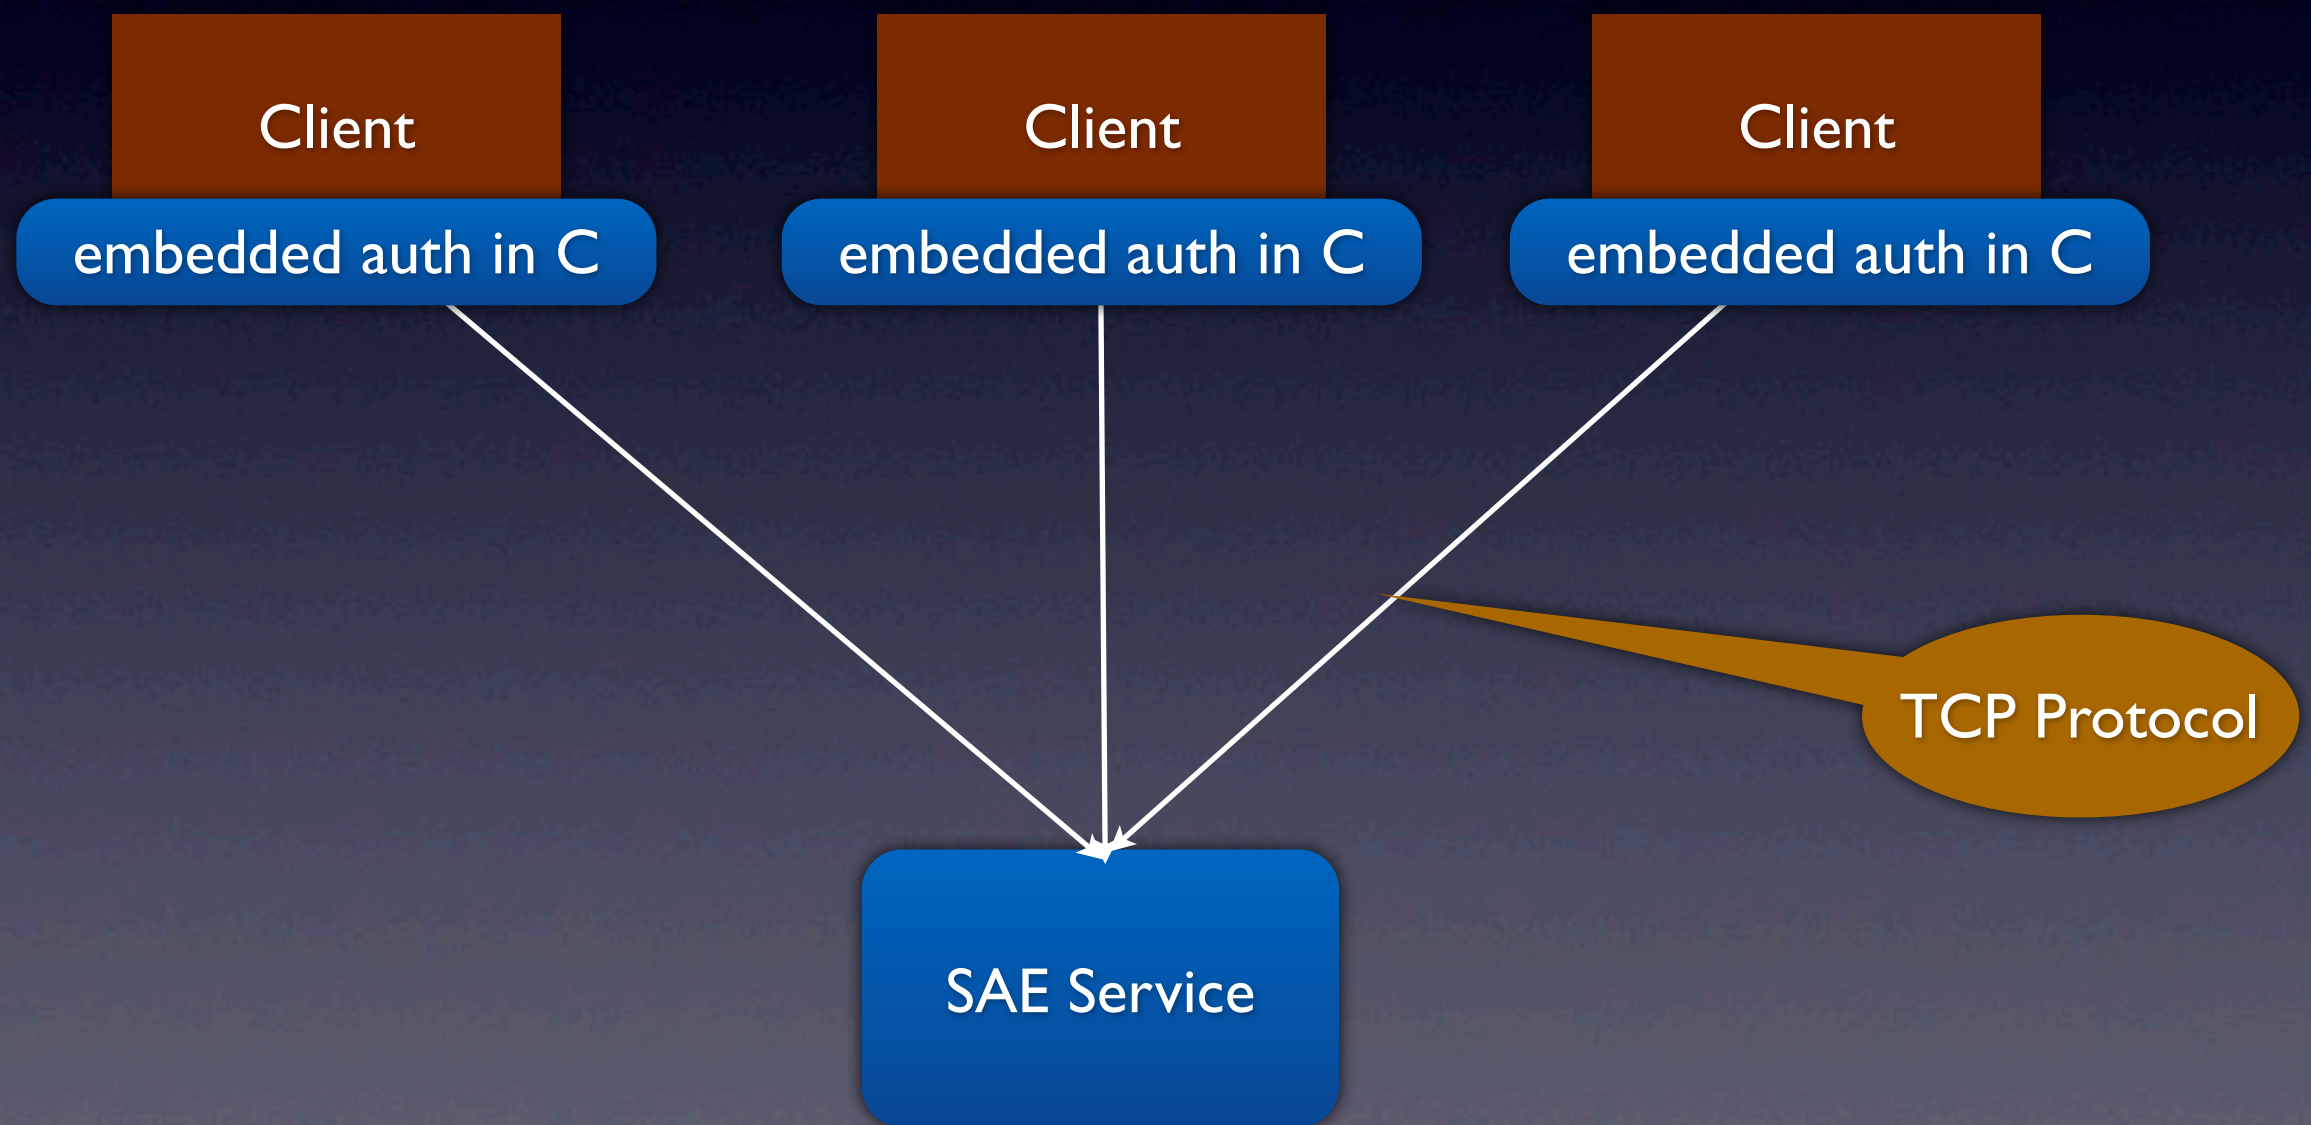 Client
Client
Client
embedded auth in C
embedded auth in C
embedded auth in C
TCP Protocol
SAE Service